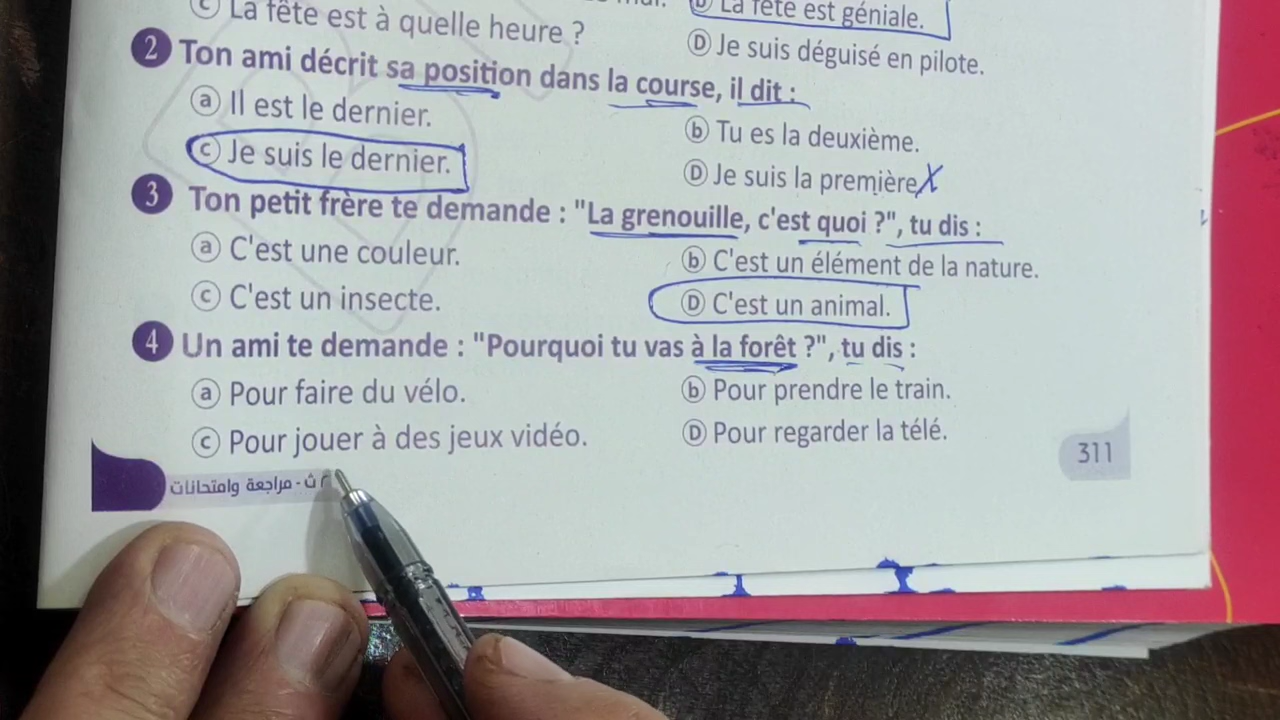 c La fête est à quelle heure ?
D La fête est géniale.
D Je suis déguisé en pilote.
2 Ton ami décrit sa position dans la course, il dit :
a Il est le dernier.
b Tu es la deuxième.
c Je suis le dernier.
D Je suis la première X
3 Ton petit frère te demande : "La grenouille, c'est quoi ?", tu dis :
a C'est une couleur.
b C'est un élément de la nature.
c C'est un insecte.
D C'est un animal.
4 Un ami te demande : "Pourquoi tu vas à la forêt ?", tu dis :
a Pour faire du vélo.
b Pour prendre le train.
c Pour jouer à des jeux vidéo.
D Pour regarder la télé.
311
٢ ث - مراجعة وامتحانات